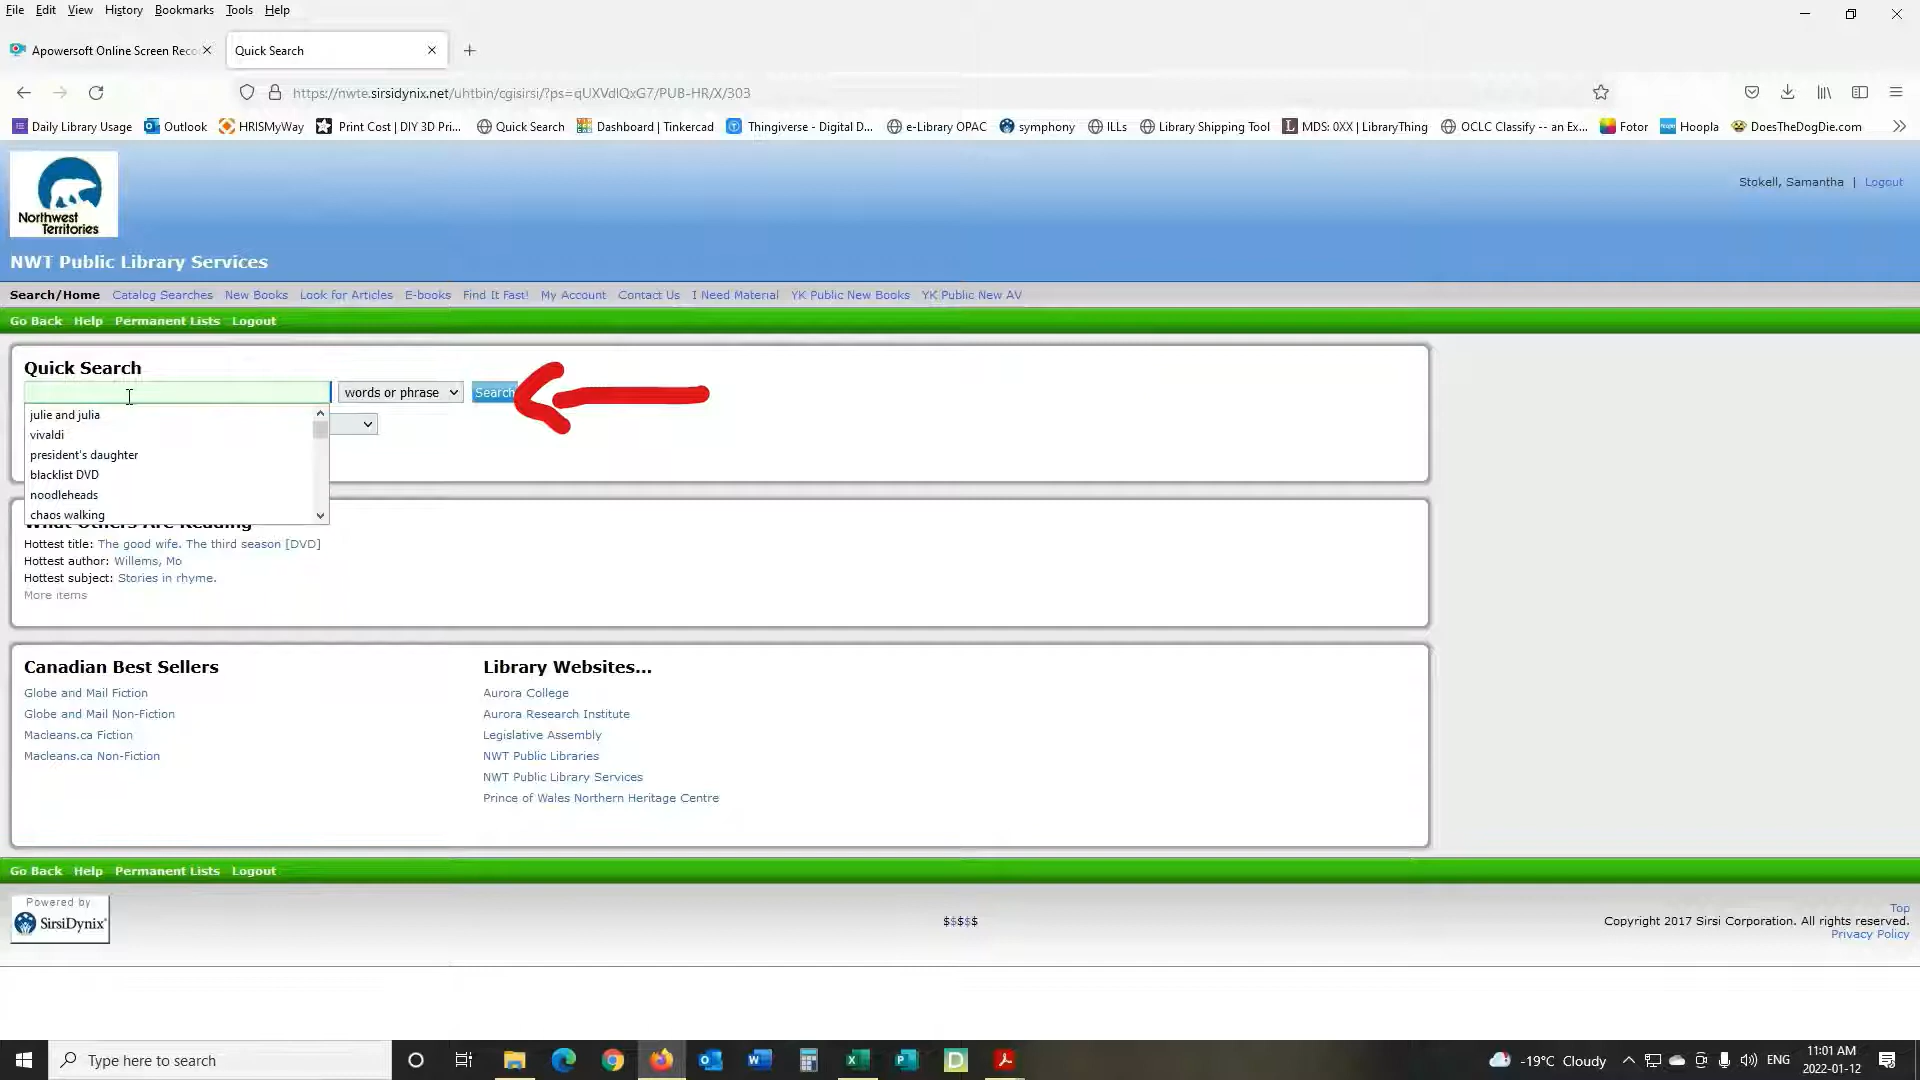 File Edit View History Bookmarks Tools Help
Apowersoft Online Screen Reco
Quick Search
https://nwte.sirsidynix.net/uhtbin/cgisirsi/?ps=qUXVdlQxG7/PUB-HR/X/303
Daily Library Usage Outlook HRISMyWay Print Cost | DIY 3D Pri... Quick Search Dashboard | Tinkercad Thingiverse - Digital D... e-Library OPAC symphony ILLs Library Shipping Tool MDS: 0XX | LibraryThing OCLC Classify -- an Ex... Fotor Hoopla DoesTheDogDie.com
Northwest
Territories
Stokell, Samantha | Logout
NWT Public Library Services
Search/Home Catalog Searches New Books Look for Articles E-books Find It Fast! My Account Contact Us I Need Material YK Public New Books YK Public New AV
Go Back Help Permanent Lists Logout
Quick Search
words or phrase Search
julie and julia
vivaldi
president's daughter
blacklist DVD
noodleheads
chaos walking
What Others Are Reading
Hottest title: The good wife. The third season [DVD]
Hottest author: Willems, Mo
Hottest subject: Stories in rhyme.
More items
Canadian Best Sellers
Globe and Mail Fiction
Globe and Mail Non-Fiction
Macleans.ca Fiction
Macleans.ca Non-Fiction
Library Websites...
Aurora College
Aurora Research Institute
Legislative Assembly
NWT Public Libraries
NWT Public Library Services
Prince of Wales Northern Heritage Centre
Go Back Help Permanent Lists Logout
Powered by
SirsiDynix
$$$$$
Top
Copyright 2017 Sirsi Corporation. All rights reserved.
Privacy Policy
Type here to search
-19°C Cloudy
ENG
11:01 AM
2022-01-12